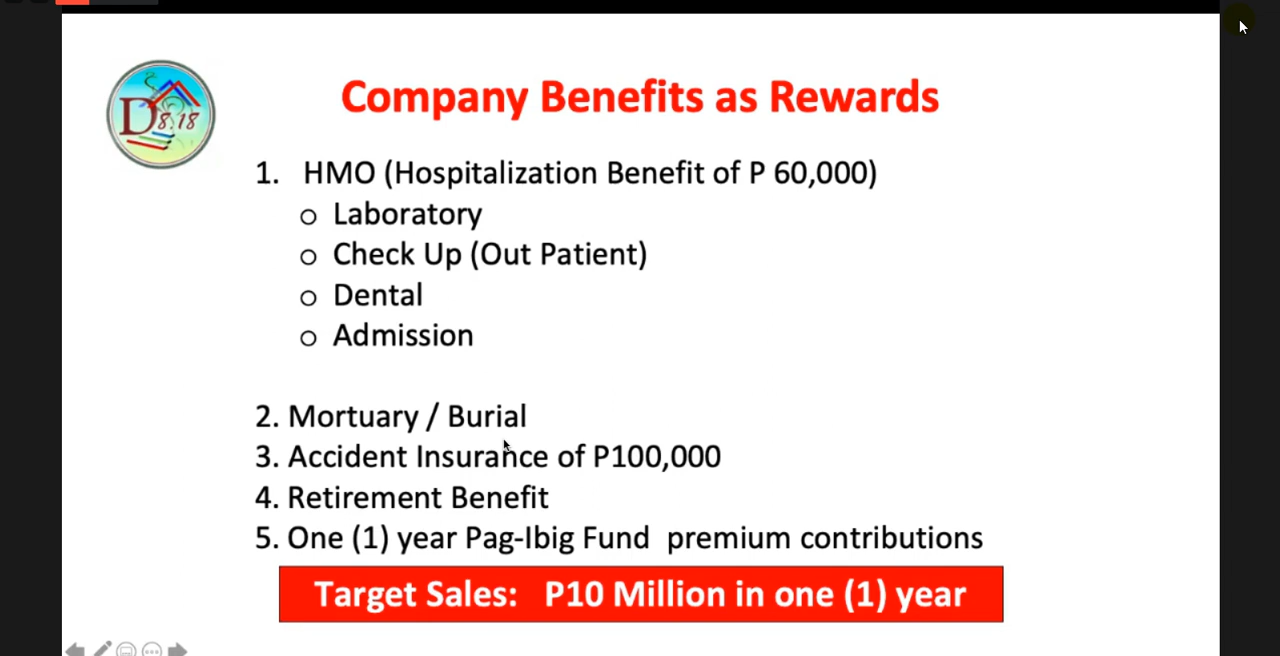 D8:18
Company Benefits as Rewards
1. HMO (Hospitalization Benefit of P 60,000)
o Laboratory
o Check Up (Out Patient)
o Dental
o Admission
2. Mortuary / Burial
3. Accident Insurance of P100,000
4. Retirement Benefit
5. One (1) year Pag-Ibig Fund premium contributions
Target Sales: P10 Million in one (1) year